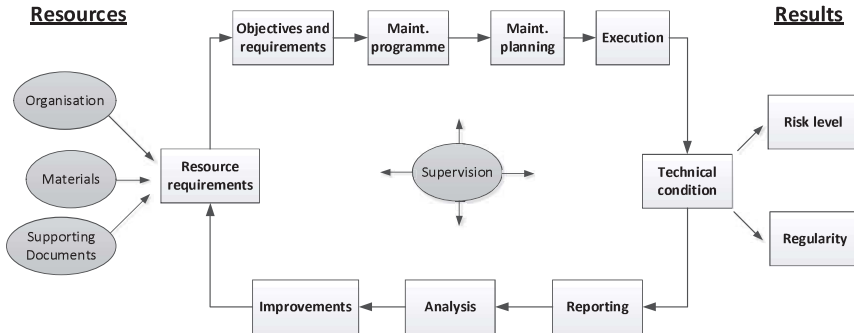 Resources
Results
Objectives and
requirements
Maint.
programme
Maint.
planning
Execution
Organisation
Materials
Supporting
Documents
Resource
requirements
Supervision
Technical
condition
Risk level
Regularity
Improvements
Analysis
Reporting